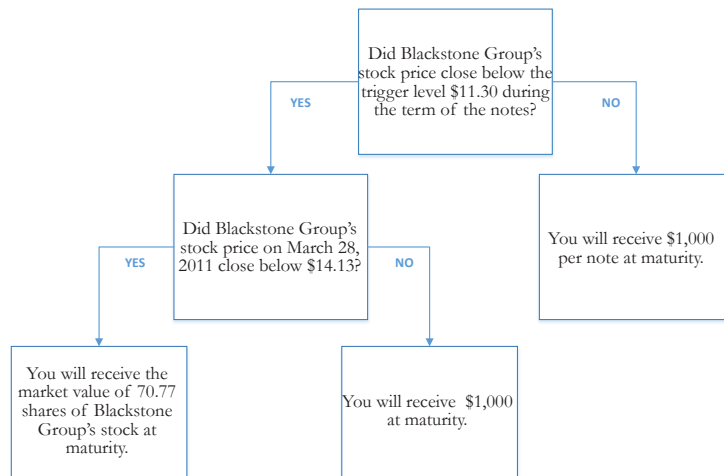 Did Blackstone Group's
stock price close below the
trigger level $11.30 during
the term of the notes?
YES
NO
Did Blackstone Group's
stock price on March 28,
2011 close below $14.13?
You will receive $1,000
per note at maturity.
YES
NO
You will receive the
market value of 70.77
shares of Blackstone
Group's stock at
maturity.
You will receive $1,000
at maturity.